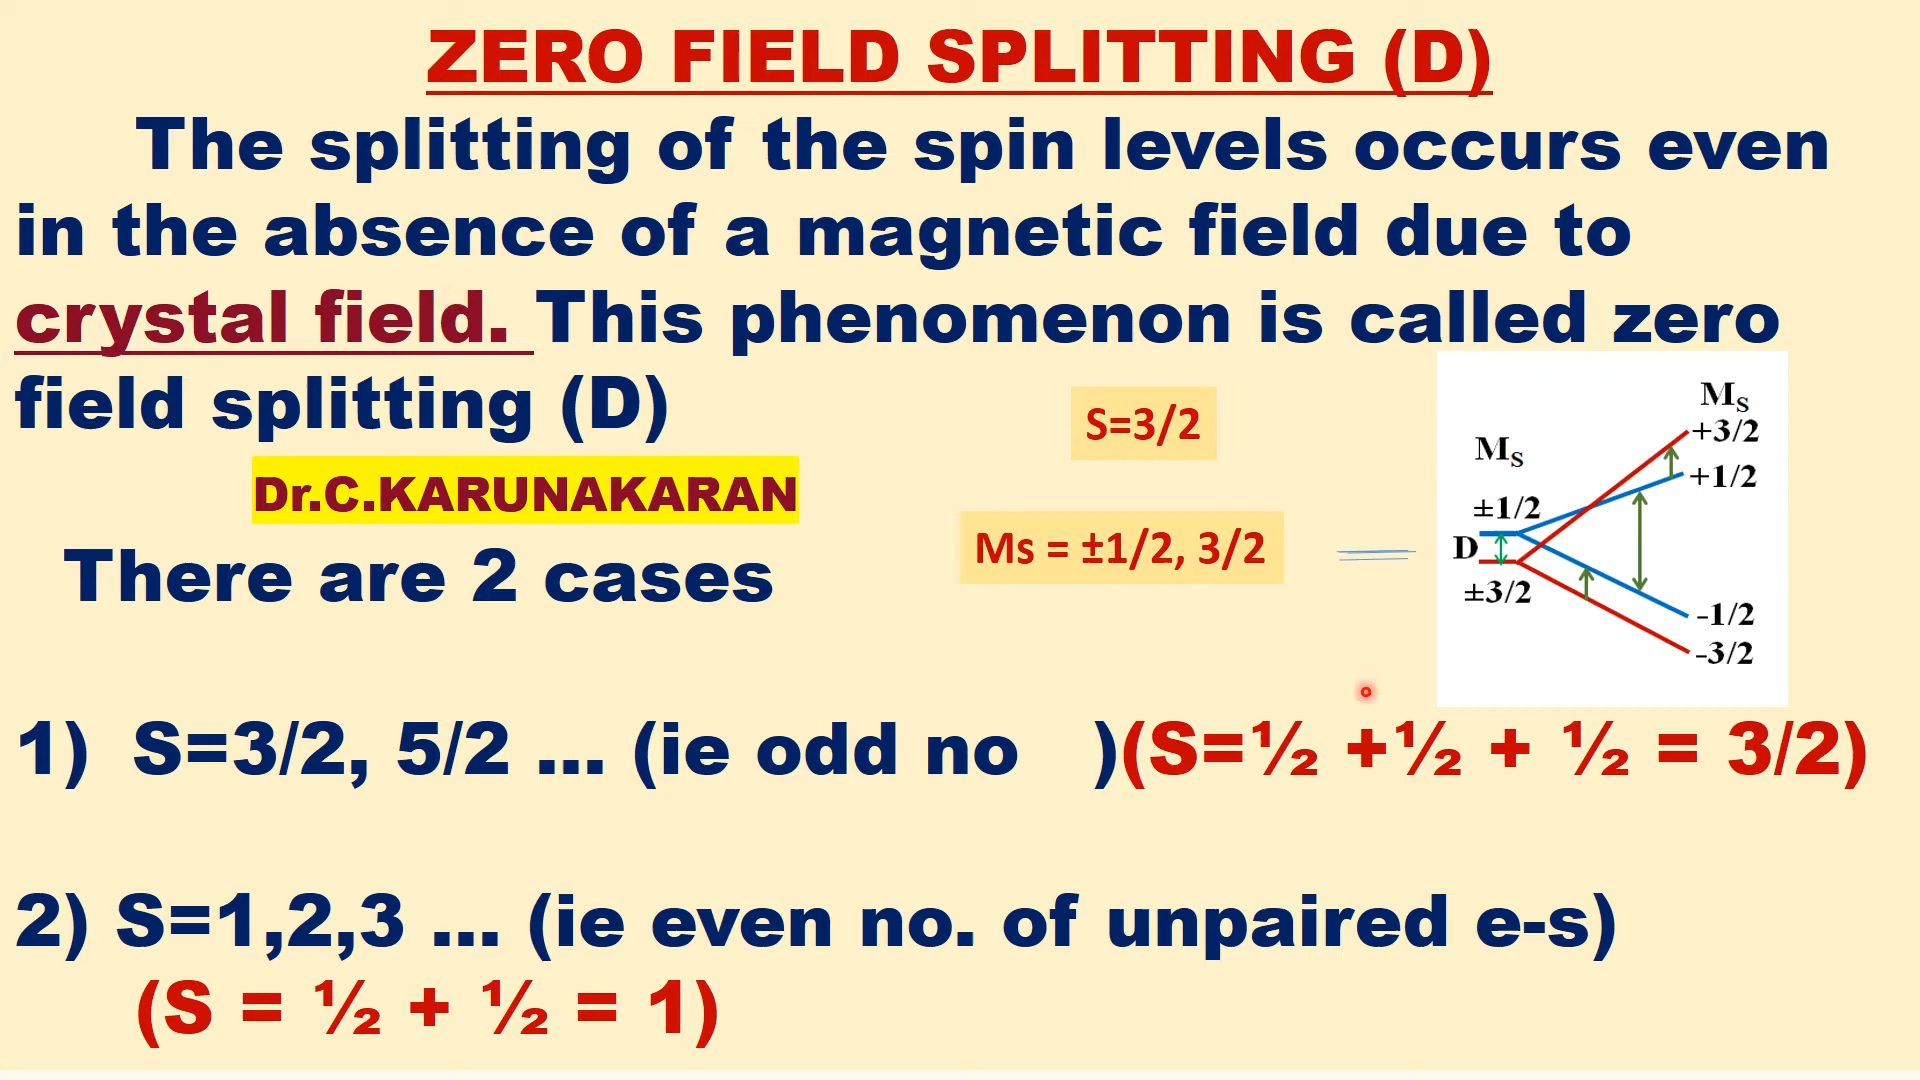 ZERO FIELD SPLITTING (D)
The splitting of the spin levels occurs even
in the absence of a magnetic field due to
crystal field. This phenomenon is called zero
field splitting (D)
S=3/2
Dr.C.KARUNAKARAN
Ms = ±1/2, 3/2
There are 2 cases
MS
+3/2
+1/2
MS
±1/2
D
±3/2
-1/2
-3/2
1) S=3/2, 5/2 ... (ie odd no )(S=½ +½ + ½ = 3/2)
2) S=1,2,3 ... (ie even no. of unpaired e-s)
(S = ½ + ½ = 1)